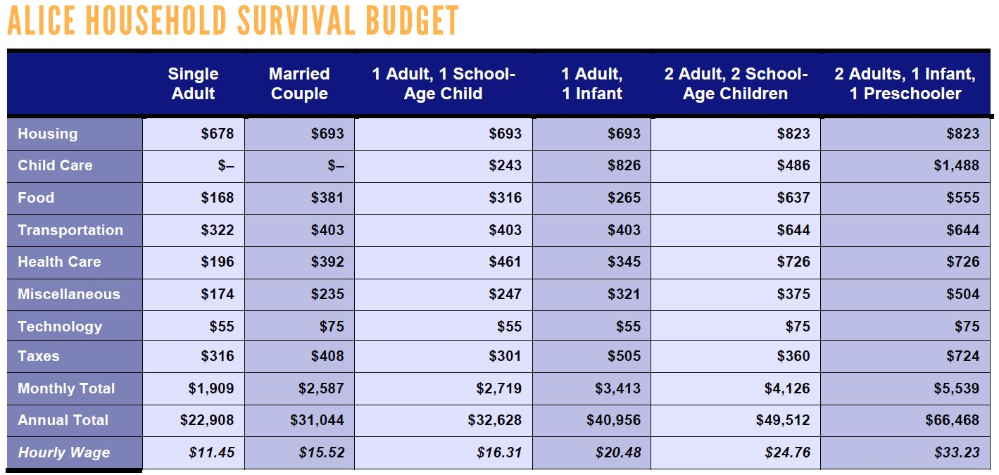 ALICE HOUSEHOLD SURVIVAL BUDGET
Single Adult Married Couple 1 Adult, 1 School-Age Child 1 Adult, 1 Infant 2 Adult, 2 School-Age Children 2 Adults, 1 Infant, 1 Preschooler
Housing $678 $693 $693 $693 $823 $823
Child Care $– $– $243 $826 $486 $1,488
Food $168 $381 $316 $265 $637 $555
Transportation $322 $403 $403 $403 $644 $644
Health Care $196 $392 $461 $345 $726 $726
Miscellaneous $174 $235 $247 $321 $375 $504
Technology $55 $75 $55 $55 $75 $75
Taxes $316 $408 $301 $505 $360 $724
Monthly Total $1,909 $2,587 $2,719 $3,413 $4,126 $5,539
Annual Total $22,908 $31,044 $32,628 $40,956 $49,512 $66,468
Hourly Wage $11.45 $15.52 $16.31 $20.48 $24.76 $33.23